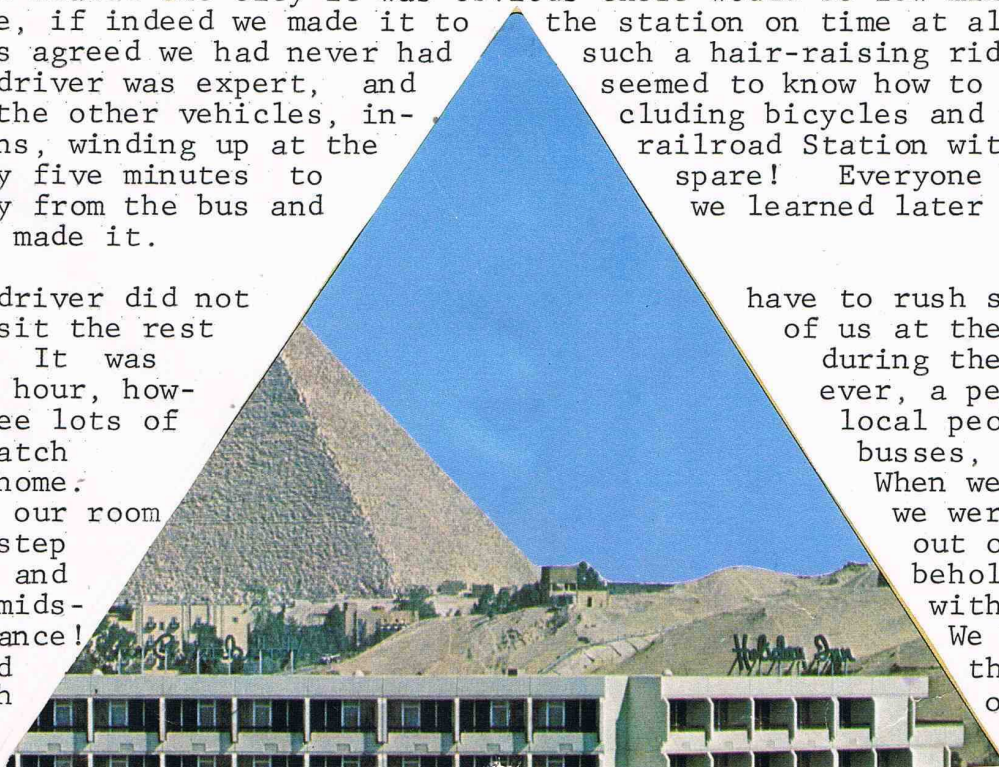 e, if indeed we made it to the station on time at al
s agreed we had never had such a hair-raising rid
driver was expert, and seemed to know how to
the other vehicles, in- cluding bicycles and
ns, winding up at the railroad Station wit
y five minutes to spare! Everyone
y from the bus and we learned later
made it.
driver did not have to rush s
sit the rest of us at the
It was during the
hour, how- ever, a pe
ee lots of local peo
atch busses,
home. When we
our room we wer
step out o
and behol
mids- with
ance! We
d th
h o
Holiday Inn